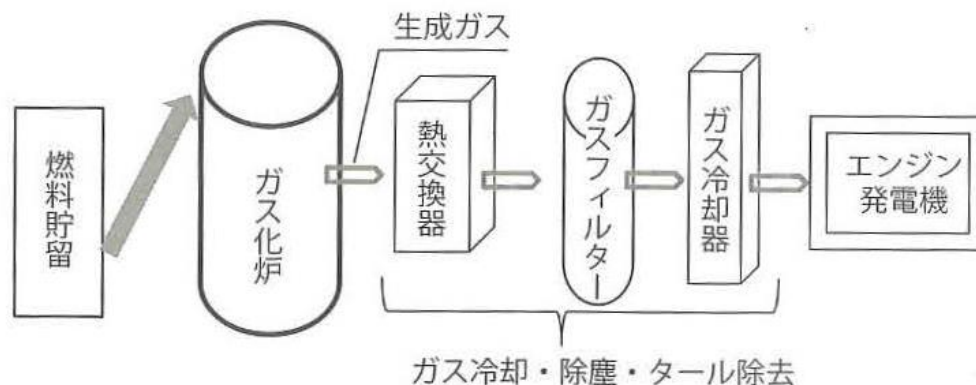 生成ガス
燃料貯留
ガス化炉
熱交換器
ガスフィルター
ガス冷却器
エンジン
発電機
ガス冷却・除塵・タール除去